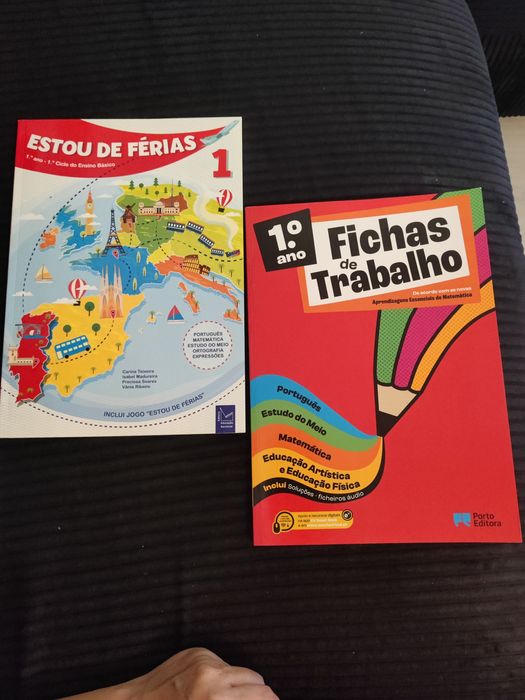 ESTOU DE FÉRIAS
1.º ano - 1.º Ciclo do Ensino Básico
1
PORTUGUÊS
MATEMÁTICA
ESTUDO DO MEIO
ORTOGRAFIA
EXPRESSÕES
Carina Teixeira
Isabel Madureira
Preciosa Soares
Vânia Ribeiro
INCLUI JOGO "ESTOU DE FÉRIAS"
1.º
ano
Fichas
de
Trabalho
De acordo com as novas
Aprendizagens Essenciais de Matemática
Português
Estudo do Meio
Matemática
Educação Artística
e Educação Física
Inclui Soluções · ficheiros áudio
Porto
Editora